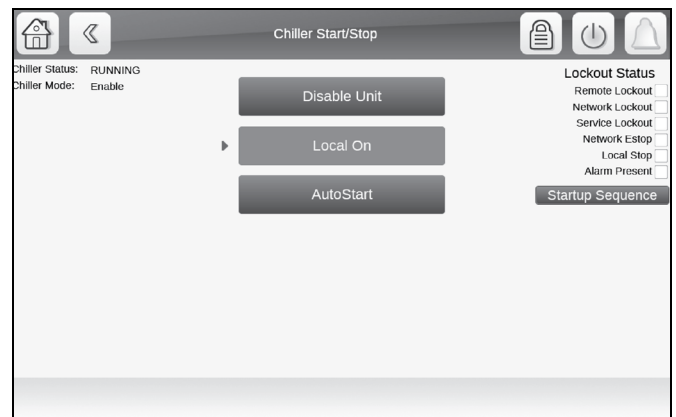 Chiller Start/Stop
Chiller Status: RUNNING
Chiller Mode: Enable
Disable Unit
Local On
AutoStart
Lockout Status
Remote Lockout
Network Lockout
Service Lockout
Network Estop
Local Stop
Alarm Present
Startup Sequence